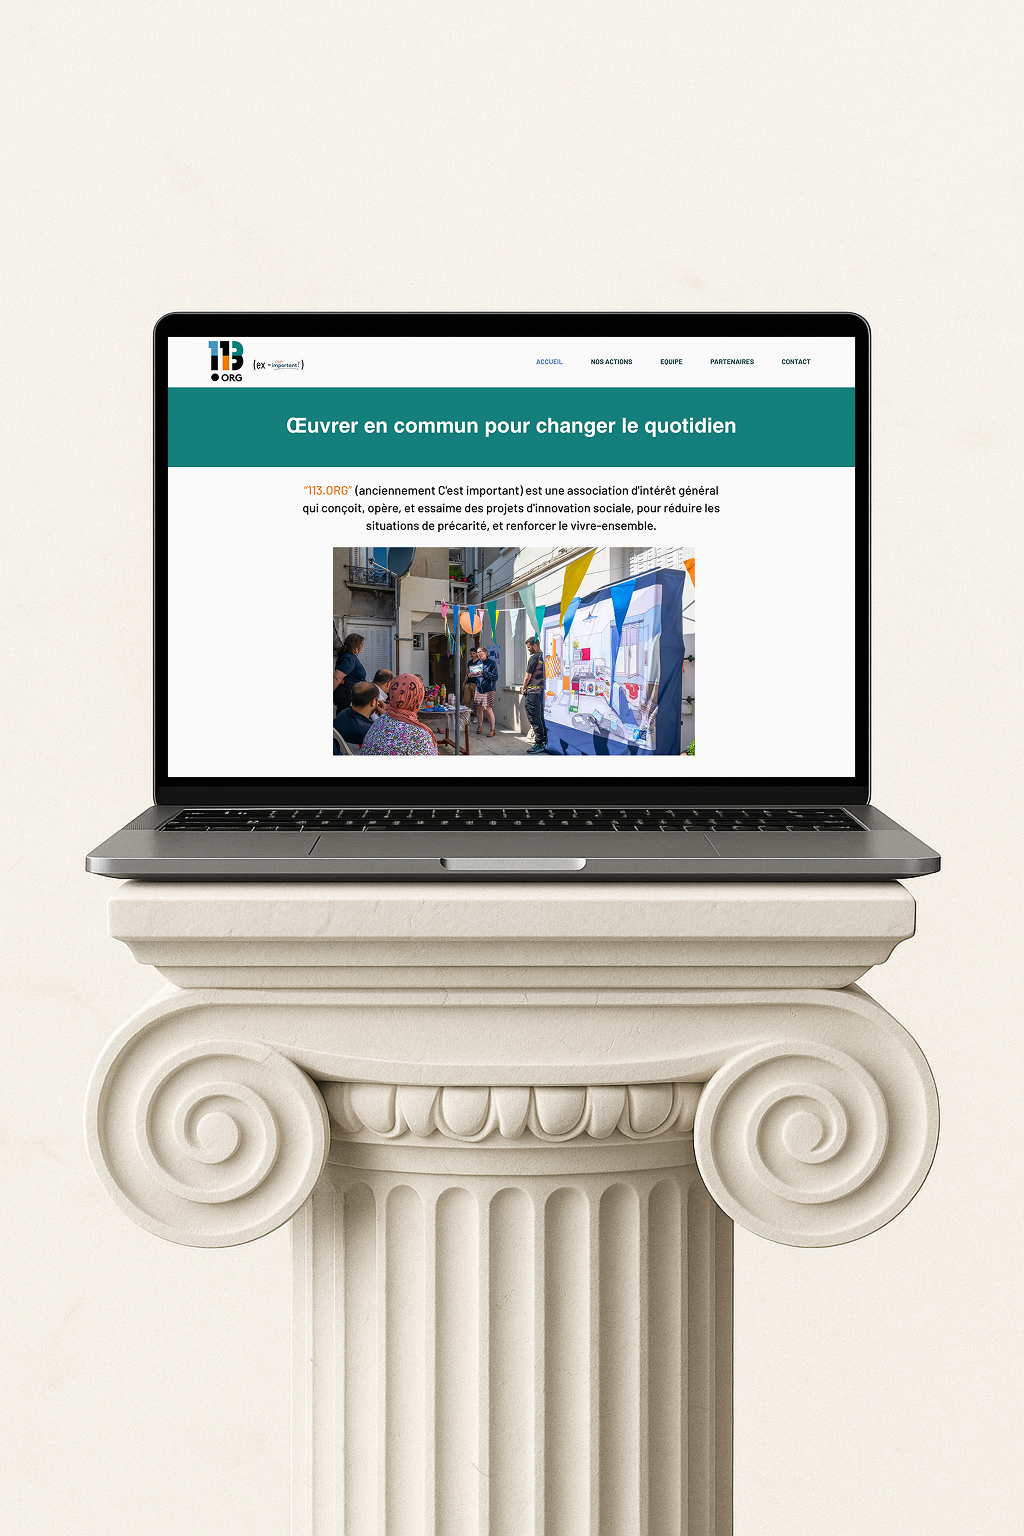 113
.ORG
(ex = important! )
ACCUEIL
NOS ACTIONS
EQUIPE
PARTENAIRES
CONTACT
Œuvrer en commun pour changer le quotidien
"113.ORG" (anciennement C'est important) est une association d'intérêt général
qui conçoit, opère, et essaime des projets d'innovation sociale, pour réduire les
situations de précarité, et renforcer le vivre-ensemble.